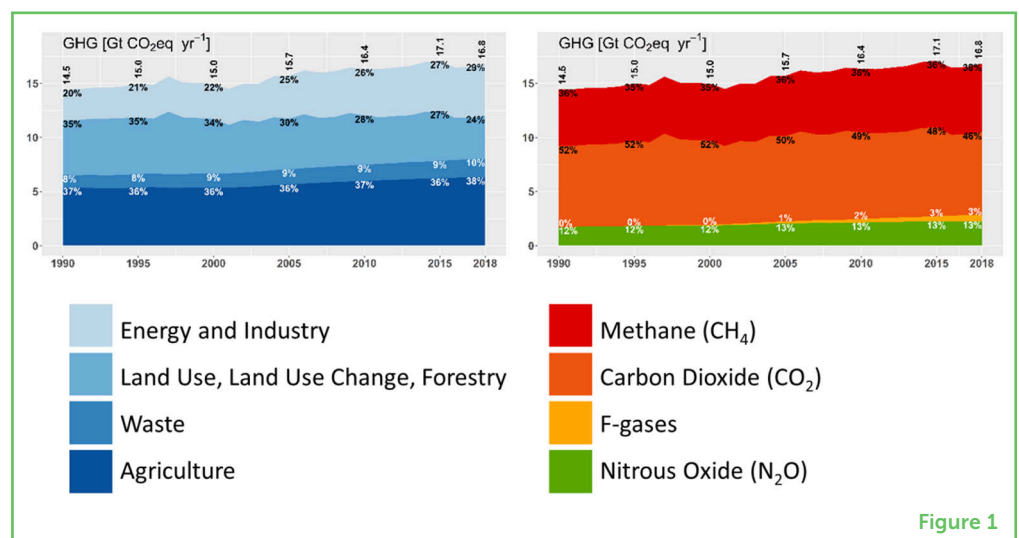 GHG [Gt CO₂eq yr⁻¹]
14.5 15.0 15.0 15.7 16.4 17.1 16.8
20% 21% 22% 25% 26% 27% 29%
35% 35% 34% 30% 28% 27% 24%
8% 8% 9% 9% 9% 9% 10%
37% 36% 36% 36% 37% 36% 38%
15
10
5
0
1990 1995 2000 2005 2010 2015 2018
GHG [Gt CO₂eq yr⁻¹]
14.5 15.0 15.0 15.7 16.4 17.1 16.8
36% 35% 35% 36% 36% 36% 38%
52% 52% 52% 50% 49% 48% 46%
0% 0% 0% 1% 2% 3% 3%
12% 12% 12% 13% 13% 13% 13%
15
10
5
0
1990 1995 2000 2005 2010 2015 2018
Energy and Industry
Land Use, Land Use Change, Forestry
Waste
Agriculture
Methane (CH₄)
Carbon Dioxide (CO₂)
F-gases
Nitrous Oxide (N₂O)
Figure 1